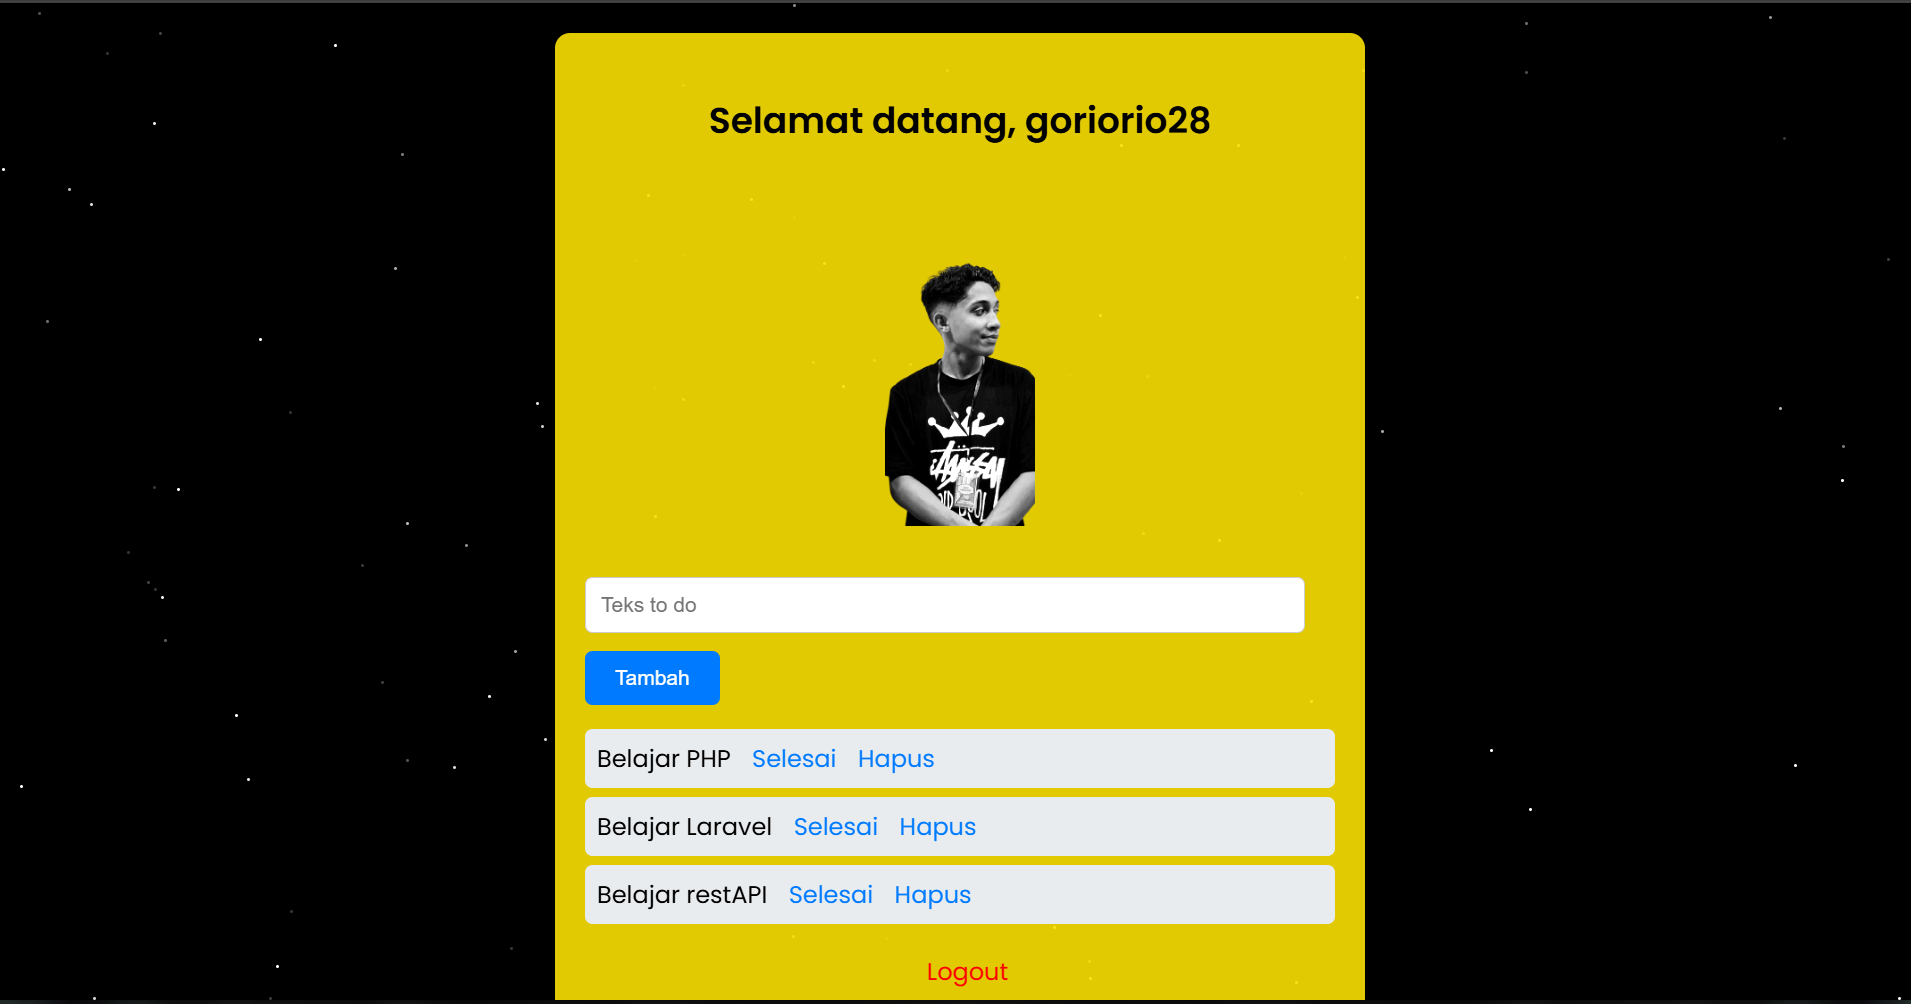 Selamat datang, goriorio28
Stüssy
Teks to do
Tambah
Belajar PHP Selesai Hapus
Belajar Laravel Selesai Hapus
Belajar restAPI Selesai Hapus
Logout